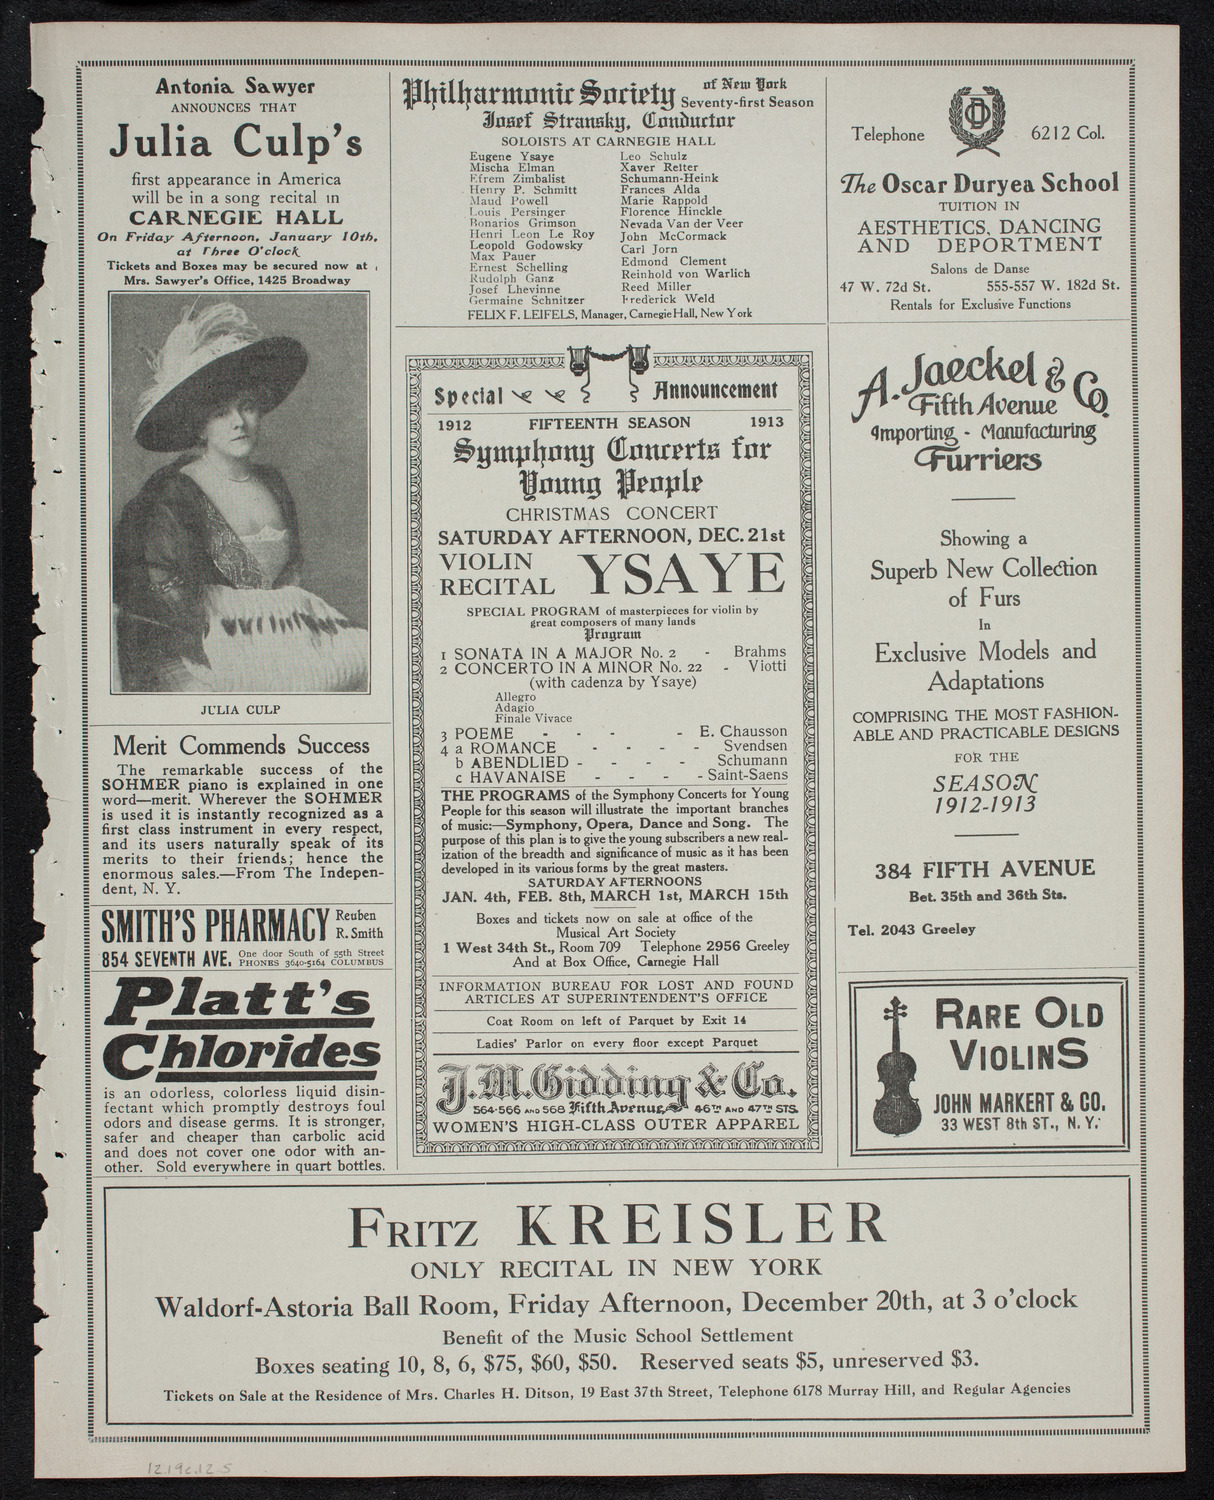 Antonia Sawyer
ANNOUNCES THAT
Julia Culp's
first appearance in America
will be in a song recital in
CARNEGIE HALL
On Friday Afternoon, January 10th,
at Three O'clock
Tickets and Boxes may be secured now at
Mrs. Sawyer's Office, 1425 Broadway
JULIA CULP
Merit Commends Success
The remarkable success of the
SOHMER piano is explained in one
word—merit. Wherever the SOHMER
is used it is instantly recognized as a
first class instrument in every respect,
and its users naturally speak of its
merits to their friends; hence the
enormous sales.—From The Indepen-
dent, N. Y.
SMITH'S PHARMACY Reuben
R. Smith
854 SEVENTH AVE. One door South of 55th Street
PHONES 3640-5164 COLUMBUS
Platt's
Chlorides
is an odorless, colorless liquid disin-
fectant which promptly destroys foul
odors and disease germs. It is stronger,
safer and cheaper than carbolic acid
and does not cover one odor with an-
other. Sold everywhere in quart bottles.
Philharmonic Society of New York
Seventy-first Season
Josef Stransky, Conductor
SOLOISTS AT CARNEGIE HALL
Eugene Ysaye
Mischa Elman
Efrem Zimbalist
Henry P. Schmitt
Maud Powell
Louis Persinger
Bonarios Grimson
Henri Leon Le Roy
Leopold Godowsky
Max Pauer
Ernest Schelling
Rudolph Ganz
Josef Lhevinne
Germaine Schnitzer
Leo Schulz
Xaver Reiter
Schumann-Heink
Frances Alda
Marie Rappold
Florence Hinckle
Nevada Van der Veer
John McCormack
Carl Jorn
Edmond Clement
Reinhold von Warlich
Reed Miller
Frederick Weld
FELIX F. LEIFELS, Manager, Carnegie Hall, New York
Special Announcement
1912 FIFTEENTH SEASON 1913
Symphony Concerts for
Young People
CHRISTMAS CONCERT
SATURDAY AFTERNOON, DEC. 21st
VIOLIN
RECITAL YSAYE
SPECIAL PROGRAM of masterpieces for violin by
great composers of many lands
Program
1 SONATA IN A MAJOR No. 2 - Brahms
2 CONCERTO IN A MINOR No. 22 - Viotti
(with cadenza by Ysaye)
Allegro
Adagio
Finale Vivace
3 POEME - - - - E. Chausson
4 a ROMANCE - - - - Svendsen
b ABENDLIED - - - - Schumann
c HAVANAISE - - - - Saint-Saens
THE PROGRAMS of the Symphony Concerts for Young
People for this season will illustrate the important branches
of music:—Symphony, Opera, Dance and Song. The
purpose of this plan is to give the young subscribers a new real-
ization of the breadth and significance of music as it has been
developed in its various forms by the great masters.
SATURDAY AFTERNOONS
JAN. 4th, FEB. 8th, MARCH 1st, MARCH 15th
Boxes and tickets now on sale at office of the
Musical Art Society
1 West 34th St., Room 709 Telephone 2956 Greeley
And at Box Office, Carnegie Hall
INFORMATION BUREAU FOR LOST AND FOUND
ARTICLES AT SUPERINTENDENT'S OFFICE
Coat Room on left of Parquet by Exit 14
Ladies' Parlor on every floor except Parquet
J.M. Gidding & Co.
564-566 AND 568 Fifth Avenue, 46TH AND 47TH STS.
WOMEN'S HIGH-CLASS OUTER APPAREL
OD
Telephone 6212 Col.
The Oscar Duryea School
TUITION IN
AESTHETICS, DANCING
AND DEPORTMENT
Salons de Danse
47 W. 72d St. 555-557 W. 182d St.
Rentals for Exclusive Functions
A. Jaeckel & Co.
Fifth Avenue
Importing - Manufacturing
Furriers
Showing a
Superb New Collection
of Furs
In
Exclusive Models and
Adaptations
COMPRISING THE MOST FASHION-
ABLE AND PRACTICABLE DESIGNS
FOR THE
SEASON
1912-1913
384 FIFTH AVENUE
Bet. 35th and 36th Sts.
Tel. 2043 Greeley
RARE OLD
VIOLINS
JOHN MARKERT & CO.
33 WEST 8th ST., N. Y.
FRITZ KREISLER
ONLY RECITAL IN NEW YORK
Waldorf-Astoria Ball Room, Friday Afternoon, December 20th, at 3 o'clock
Benefit of the Music School Settlement
Boxes seating 10, 8, 6, $75, $60, $50. Reserved seats $5, unreserved $3.
Tickets on Sale at the Residence of Mrs. Charles H. Ditson, 19 East 37th Street, Telephone 6178 Murray Hill, and Regular Agencies
12.19c.12 S